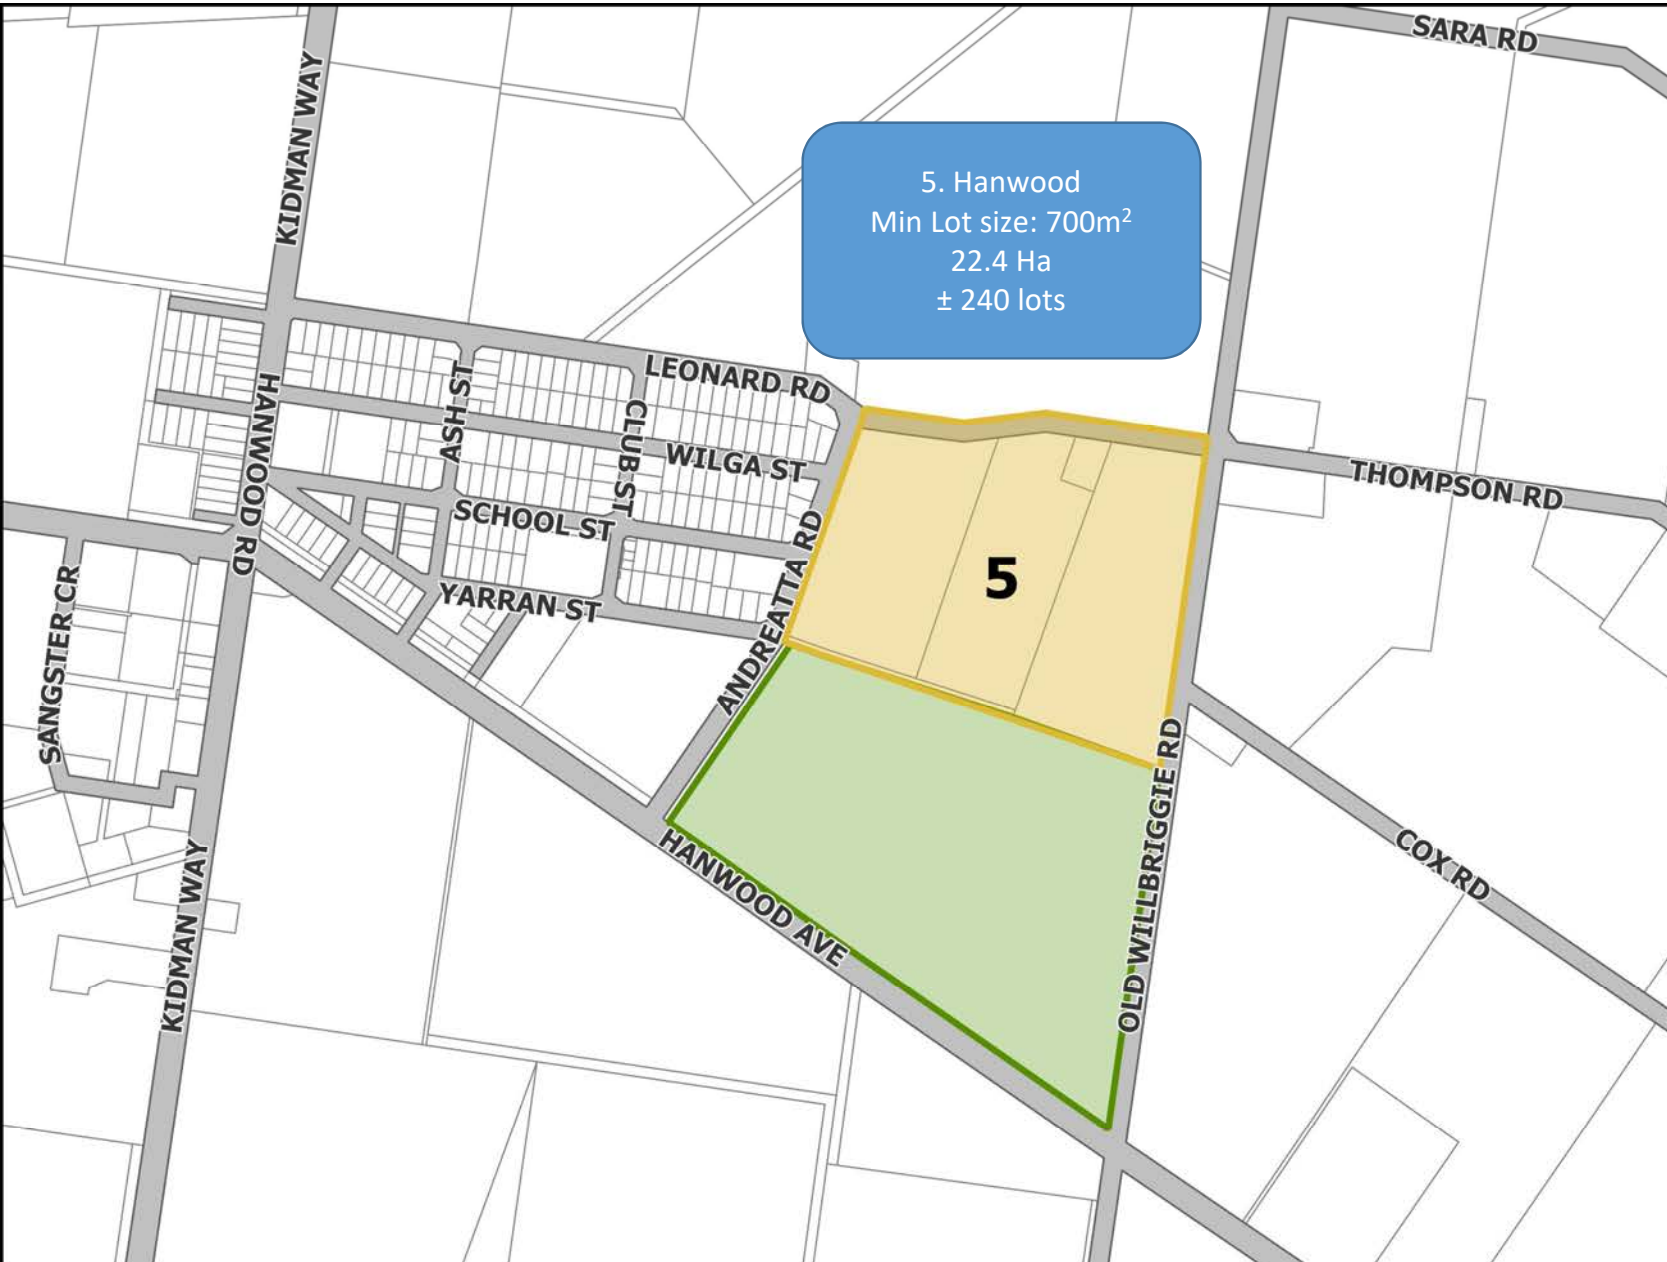 SARA RD
KIDMAN WAY
5. Hanwood
Min Lot size: 700m²
22.4 Ha
± 240 lots
LEONARD RD
HANWOOD RD
ASH ST
CLUB ST
WILGA ST
THOMPSON RD
SCHOOL ST
ANDREATTA RD
5
YARRAN ST
SANGSTER CR
OLD WILLBRIGGIE RD
HANWOOD AVE
COX RD
KIDMAN WAY